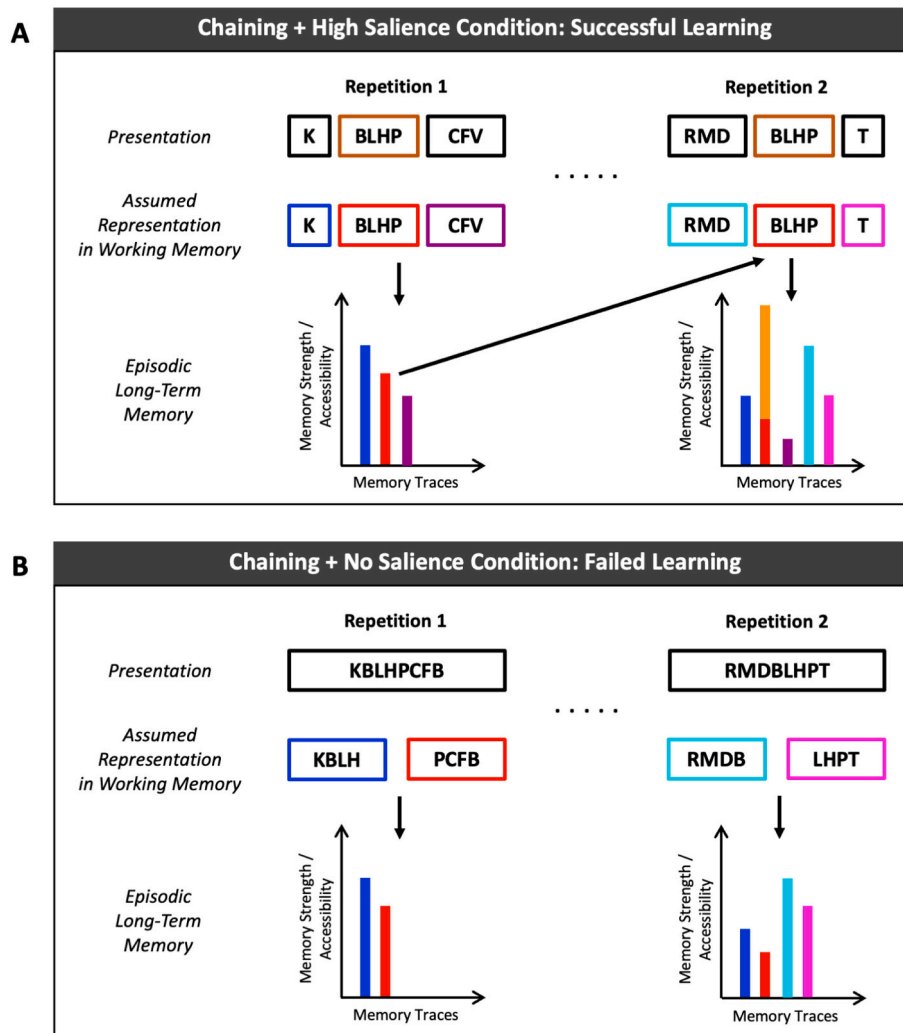 A
Chaining + High Salience Condition: Successful Learning
Repetition 1
Repetition 2
Presentation
K BLHP CFV
RMD BLHP T
. . . . .
Assumed
Representation
in Working Memory
K BLHP CFV
RMD BLHP T
Episodic
Long-Term
Memory
Memory Strength /
Accessibility
Memory Traces
Memory Strength /
Accessibility
Memory Traces
B
Chaining + No Salience Condition: Failed Learning
Repetition 1
Repetition 2
Presentation
KBLHPCFB
RMDBLHPT
. . . . .
Assumed
Representation
in Working Memory
KBLH PCFB
RMDB LHPT
Episodic
Long-Term
Memory
Memory Strength /
Accessibility
Memory Traces
Memory Strength /
Accessibility
Memory Traces